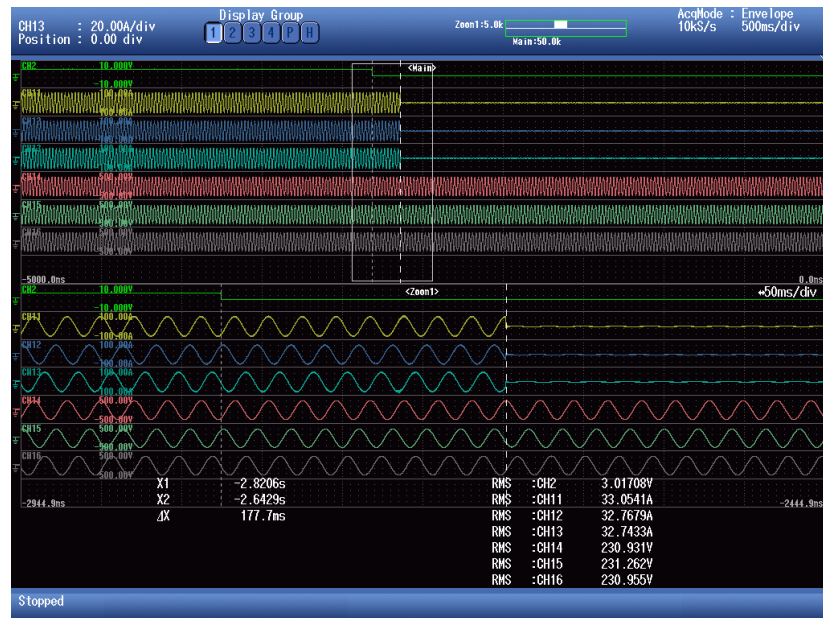 Display Group
CH13 : 20.00A/div
Position : 0.00 div
1 2 3 4 P H
Zoom1:5.0k
Main:50.0k
AcqMode : Envelope
10kS/s 500ms/div
CH2 10.000V <Main>
-10.000V
CH11
CH12
CH14 500.00V
CH15 500.00V
CH16
-500.00V
-5000.0ms 0.0ms
CH2 10.000V <Zoom1> 50ms/div
-10.000V
CH11 100.00A
-100.00A
CH12 100.00A
-100.00A
CH13 100.00A
CH14 500.00V
-500.00V
CH15 500.00V
-500.00V
CH16 500.00V
-500.00V
X1 -2.8206s
X2 -2.6429s
ΔX 177.7ms
-2944.9ms -2444.9ms
RMS :CH2 3.01708V
RMS :CH11 33.0541A
RMS :CH12 32.7679A
RMS :CH13 32.7433A
RMS :CH14 230.931V
RMS :CH15 231.262V
RMS :CH16 230.955V
Stopped